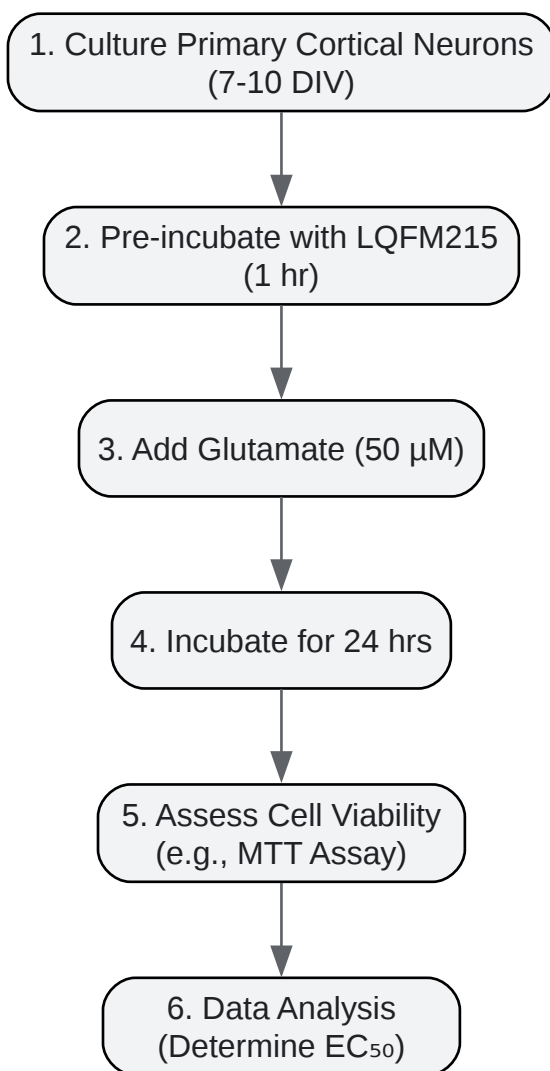 1. Culture Primary Cortical Neurons
(7-10 DIV)
2. Pre-incubate with LQFM215
(1 hr)
3. Add Glutamate (50 µM)
4. Incubate for 24 hrs
5. Assess Cell Viability
(e.g., MTT Assay)
6. Data Analysis
(Determine EC₅₀)